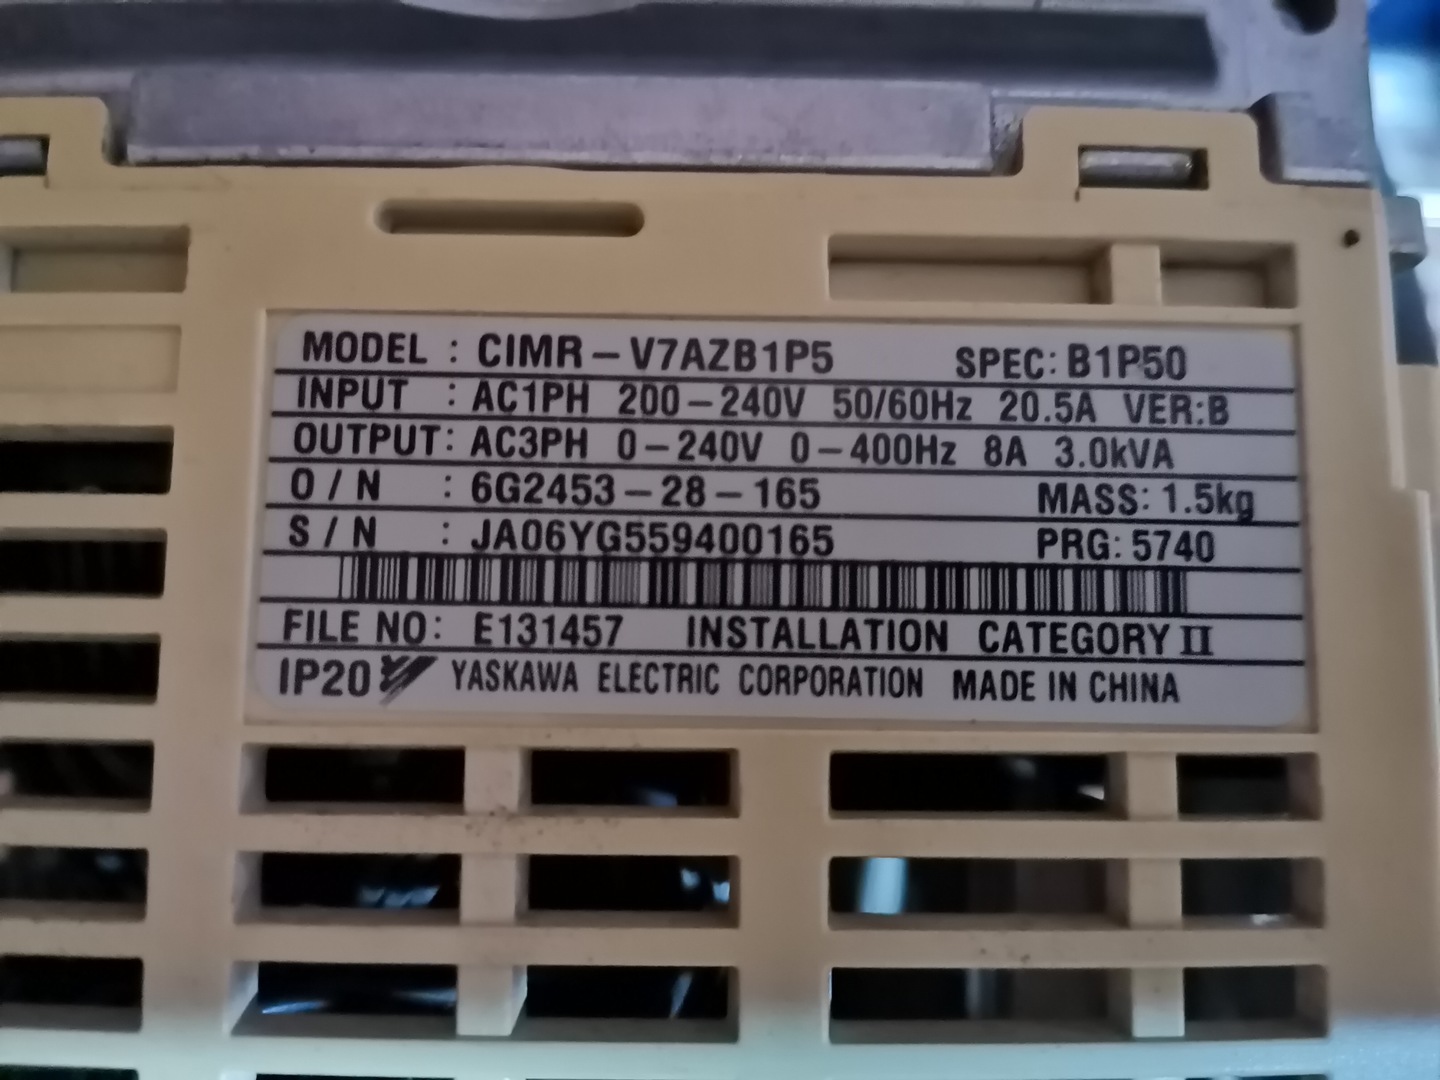 MODEL : CIMR-V7AZB1P5 SPEC: B1P50
INPUT : AC1PH 200-240V 50/60Hz 20.5A VER:B
OUTPUT: AC3PH 0-240V 0-400Hz 8A 3.0kVA
O/N : 6G2453-28-165 MASS: 1.5kg
S/N : JA06YG559400165 PRG: 5740
FILE NO: E131457 INSTALLATION CATEGORY II
IP20 YASKAWA ELECTRIC CORPORATION MADE IN CHINA